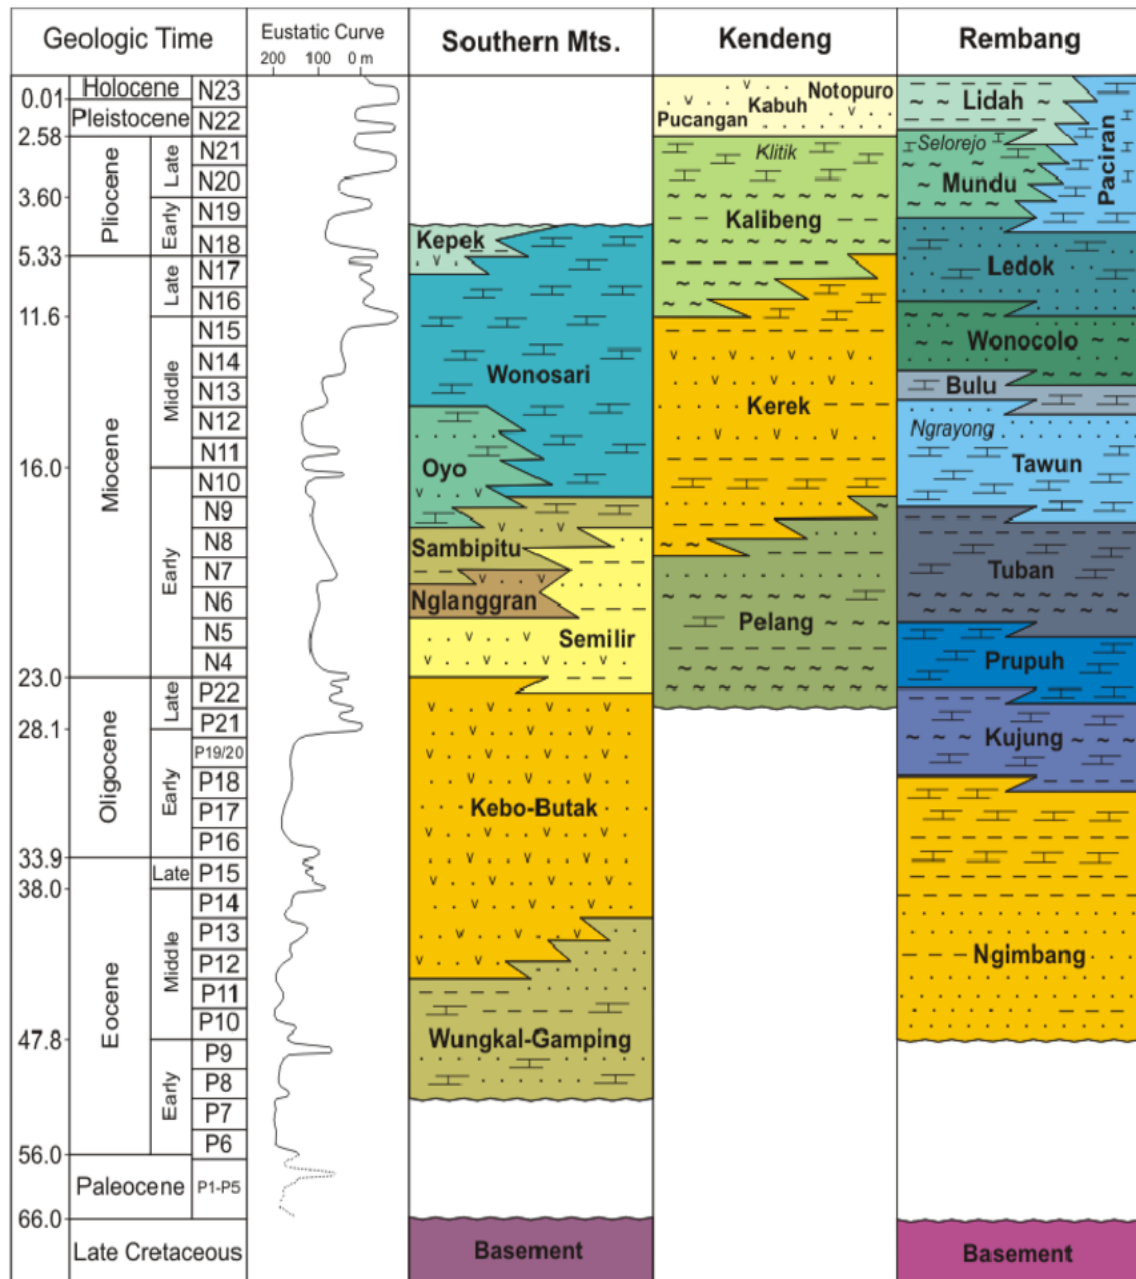 Geologic Time
Eustatic Curve
200 100 0 m
Southern Mts.
Kendeng
Rembang
Holocene
Pleistocene
Pliocene
Late
Early
Miocene
Late
Middle
Early
Oligocene
Late
Early
Eocene
Late
Middle
Early
Paleocene
Late Cretaceous
0.01
2.58
3.60
5.33
11.6
16.0
23.0
28.1
33.9
38.0
47.8
56.0
66.0
N23
N22
N21
N20
N19
N18
N17
N16
N15
N14
N13
N12
N11
N10
N9
N8
N7
N6
N5
N4
P22
P21
P19/20
P18
P17
P16
P15
P14
P13
P12
P11
P10
P9
P8
P7
P6
P1-P5
Kepek
Wonosari
Oyo
Sambipitu
Nglanggran
Semilir
Kebo-Butak
Wungkal-Gamping
Basement
Notopuro
Kabuh
Pucangan
Klitik
Kalibeng
Kerek
Pelang
Lidah
Selorejo
Mundu
Paciran
Ledok
Wonocolo
Bulu
Ngrayong
Tawun
Tuban
Prupuh
Kujung
Ngimbang
Basement